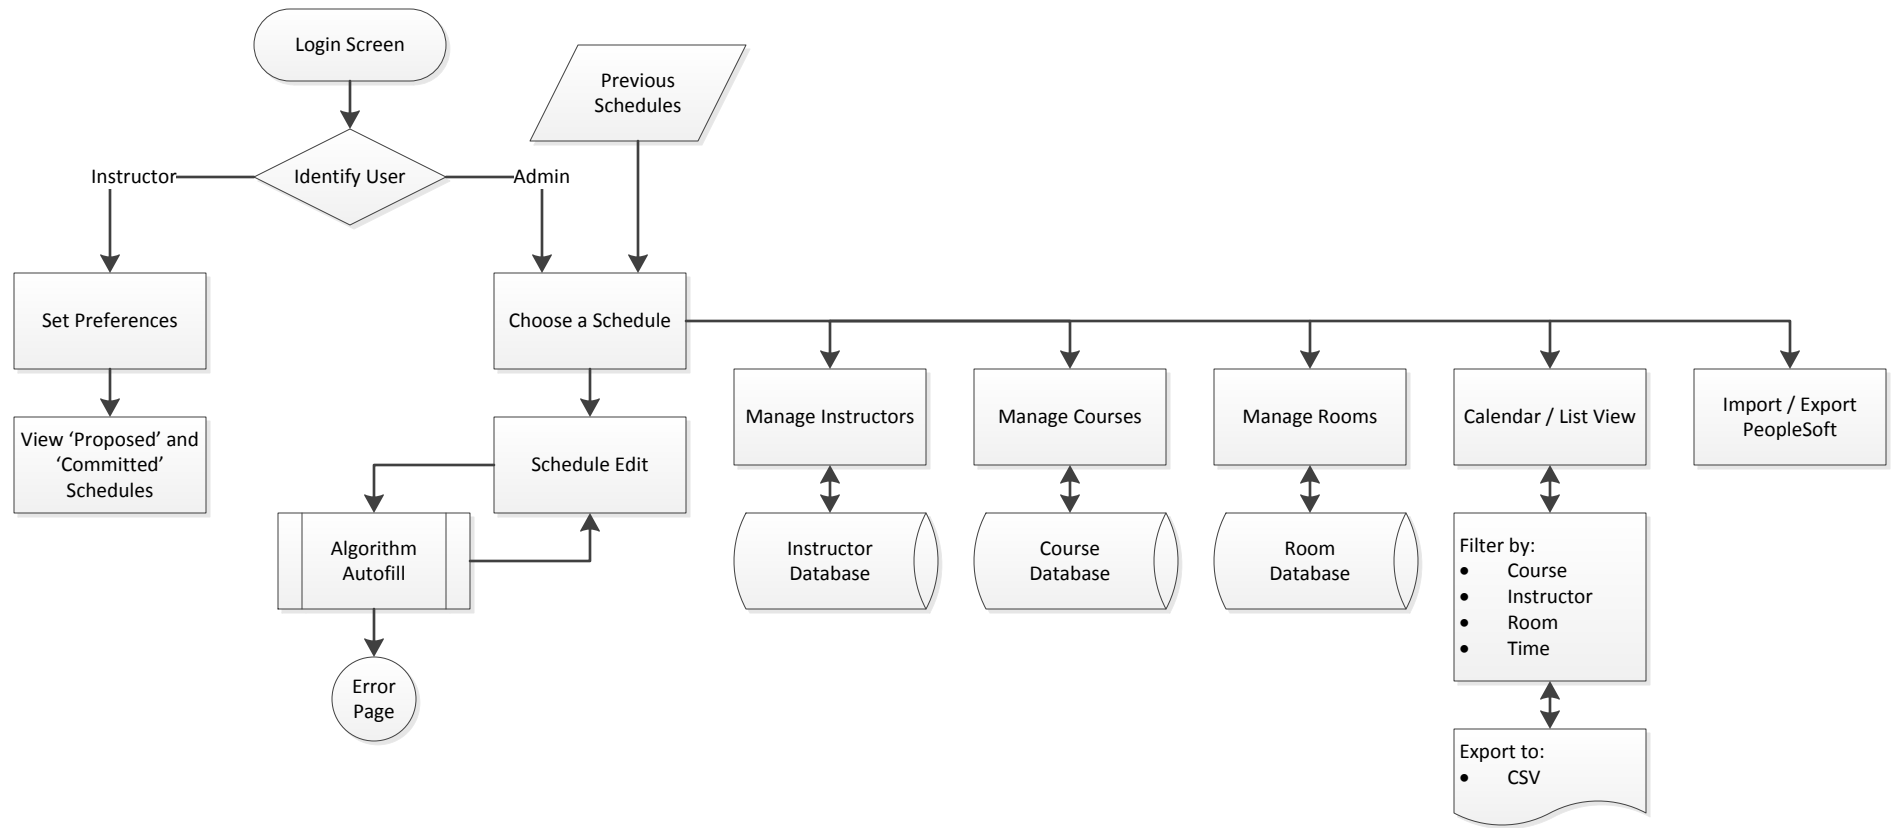 Login Screen
Previous
Schedules
Instructor
Identify User
Admin
Set Preferences
Choose a Schedule
Manage Instructors
Manage Courses
Manage Rooms
Calendar / List View
Import / Export
PeopleSoft
View ‘Proposed’ and
‘Committed’
Schedules
Schedule Edit
Algorithm
Autofill
Instructor
Database
Course
Database
Room
Database
Filter by:
• Course
• Instructor
• Room
• Time
Error
Page
Export to:
• CSV